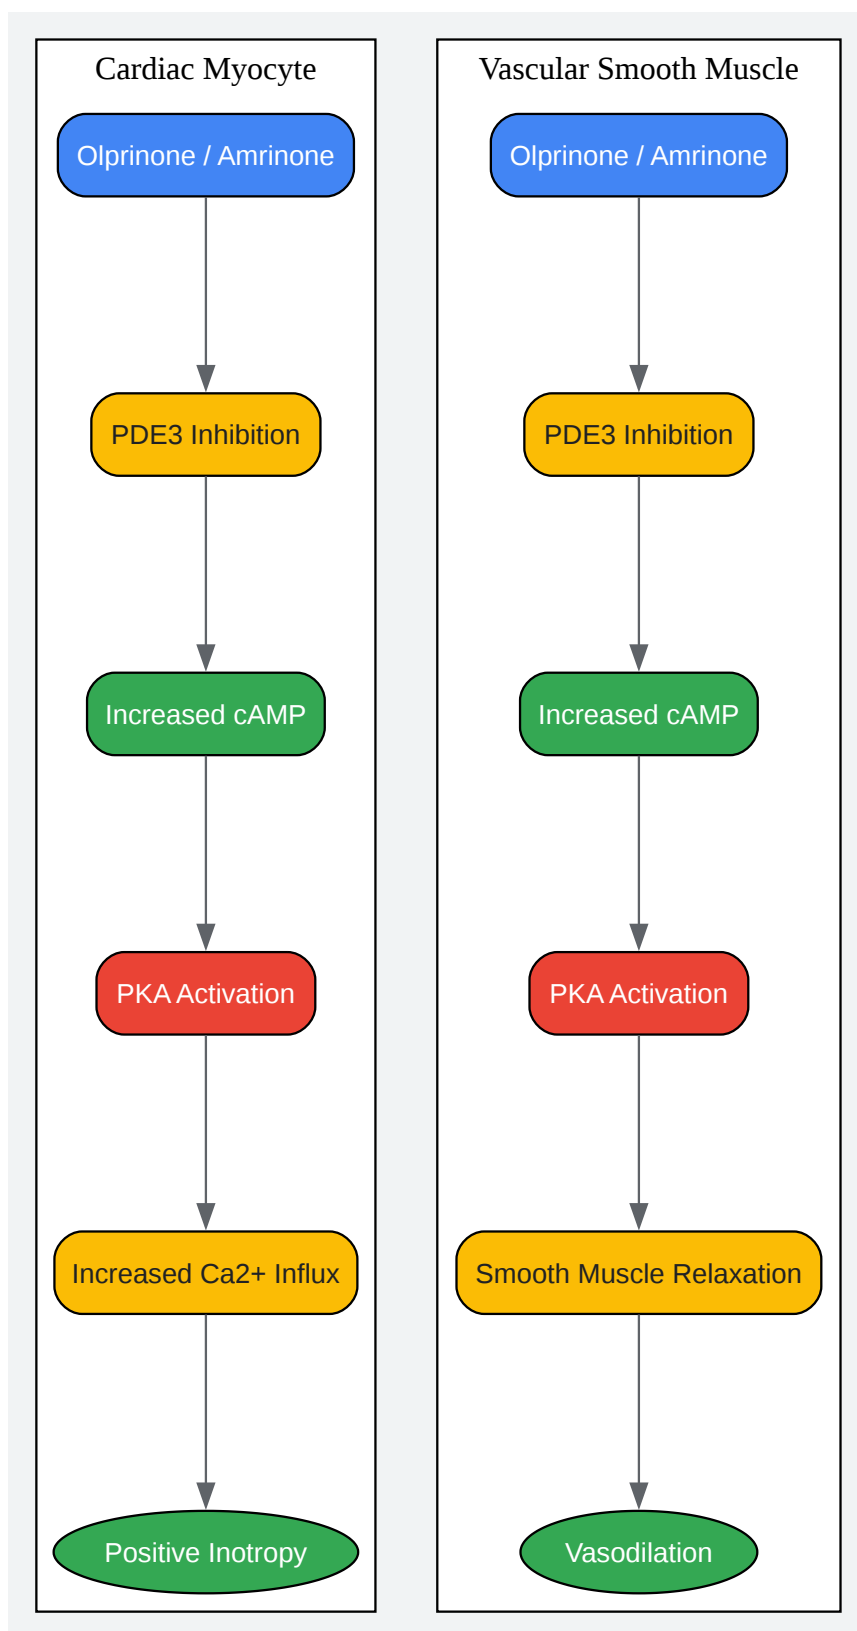 Cardiac Myocyte
Olprinone / Amrinone
PDE3 Inhibition
Increased cAMP
PKA Activation
Increased Ca2+ Influx
Positive Inotropy
Vascular Smooth Muscle
Olprinone / Amrinone
PDE3 Inhibition
Increased cAMP
PKA Activation
Smooth Muscle Relaxation
Vasodilation